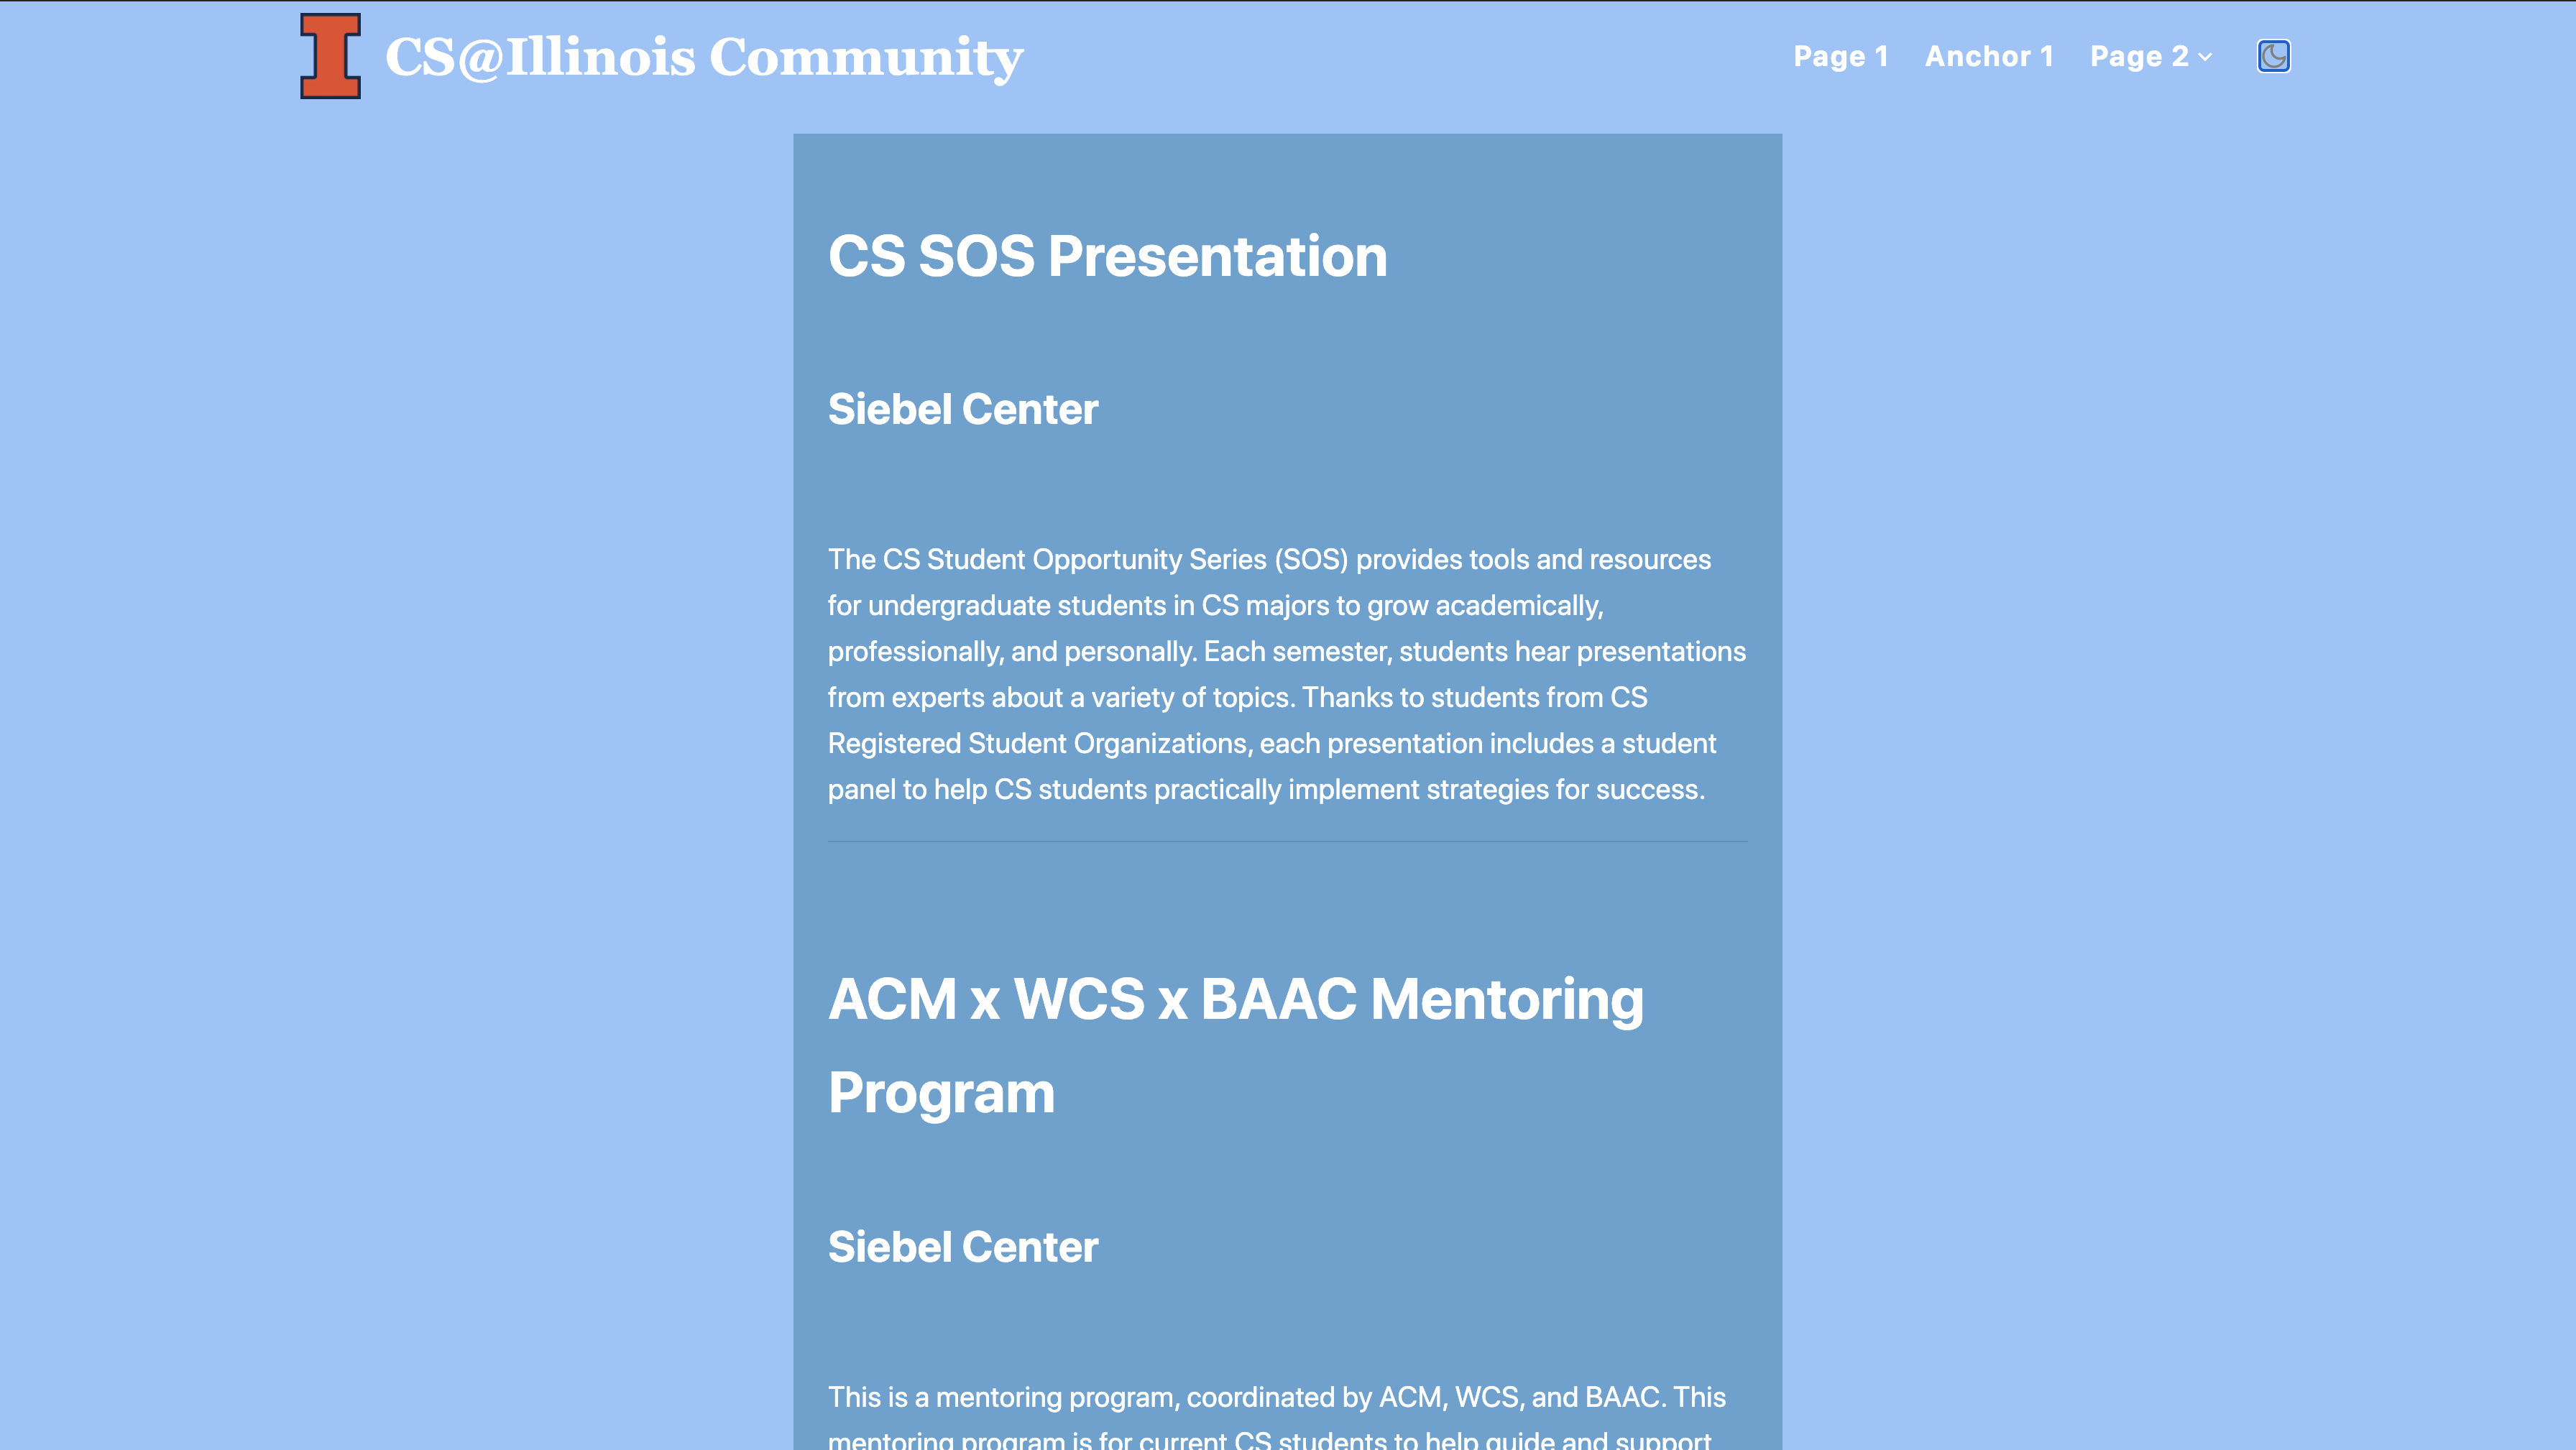 CS@Illinois Community
Page 1
Anchor 1
Page 2
CS SOS Presentation
Siebel Center
The CS Student Opportunity Series (SOS) provides tools and resources
for undergraduate students in CS majors to grow academically,
professionally, and personally. Each semester, students hear presentations
from experts about a variety of topics. Thanks to students from CS
Registered Student Organizations, each presentation includes a student
panel to help CS students practically implement strategies for success.
ACM x WCS x BAAC Mentoring
Program
Siebel Center
This is a mentoring program, coordinated by ACM, WCS, and BAAC. This
mentoring program is for current CS students to help guide and support